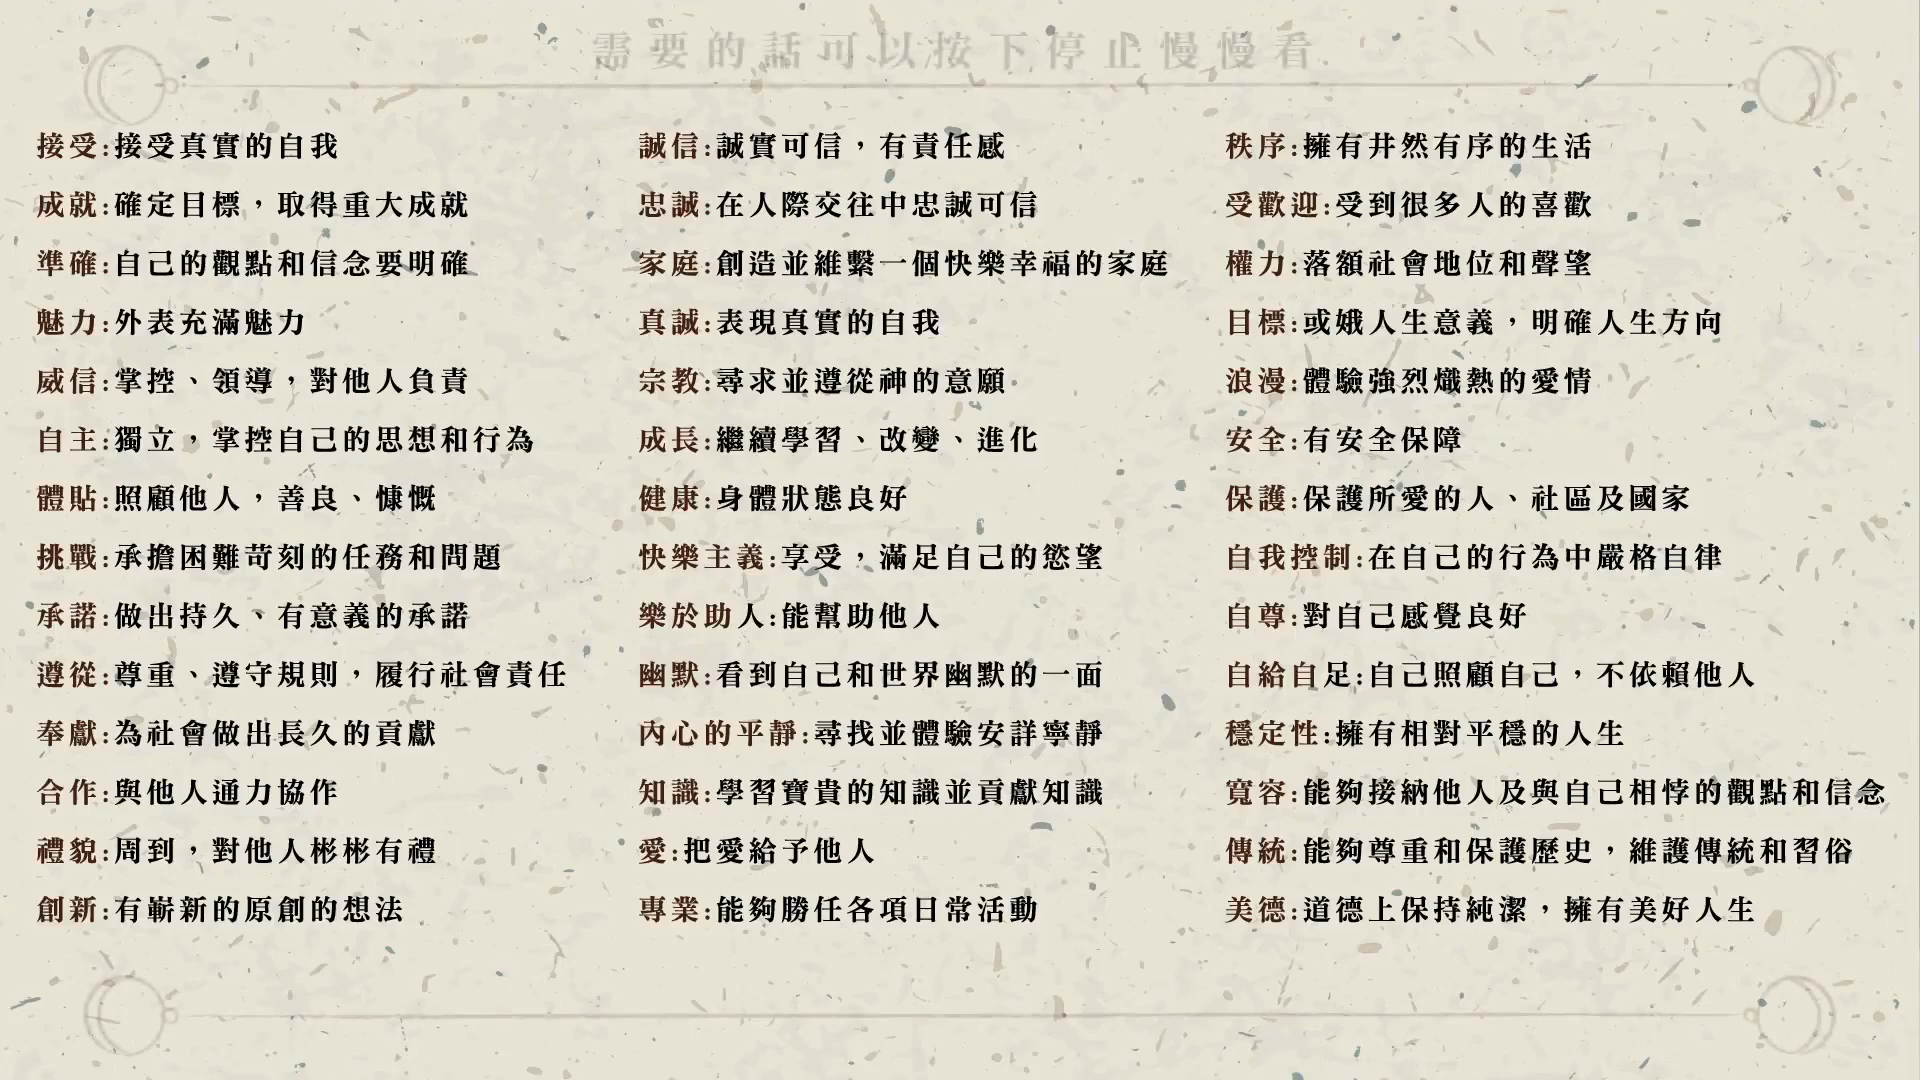 需要的話可以按下停止慢慢看
接受:接受真實的自我
成就:確定目標,取得重大成就
準確:自己的觀點和信念要明確
魅力:外表充滿魅力
威信:掌控、領導,對他人負責
自主:獨立,掌控自己的思想和行為
體貼:照顧他人,善良、慷慨
挑戰:承擔困難苛刻的任務和問題
承諾:做出持久、有意義的承諾
遵從:尊重、遵守規則,履行社會責任
奉獻:為社會做出長久的貢獻
合作:與他人通力協作
禮貌:周到,對他人彬彬有禮
創新:有嶄新的原創的想法
誠信:誠實可信,有責任感
忠誠:在人際交往中忠誠可信
家庭:創造並維繫一個快樂幸福的家庭
真誠:表現真實的自我
宗教:尋求並遵從神的意願
成長:繼續學習、改變、進化
健康:身體狀態良好
快樂主義:享受,滿足自己的慾望
樂於助人:能幫助他人
幽默:看到自己和世界幽默的一面
內心的平靜:尋找並體驗安詳寧靜
知識:學習寶貴的知識並貢獻知識
愛:把愛給予他人
專業:能夠勝任各項日常活動
秩序:擁有井然有序的生活
受歡迎:受到很多人的喜歡
權力:落額社會地位和聲望
目標:或娥人生意義,明確人生方向
浪漫:體驗強烈熾熱的愛情
安全:有安全保障
保護:保護所愛的人、社區及國家
自我控制:在自己的行為中嚴格自律
自尊:對自己感覺良好
自給自足:自己照顧自己,不依賴他人
穩定性:擁有相對平穩的人生
寬容:能夠接納他人及與自己相悖的觀點和信念
傳統:能夠尊重和保護歷史,維護傳統和習俗
美德:道德上保持純潔,擁有美好人生